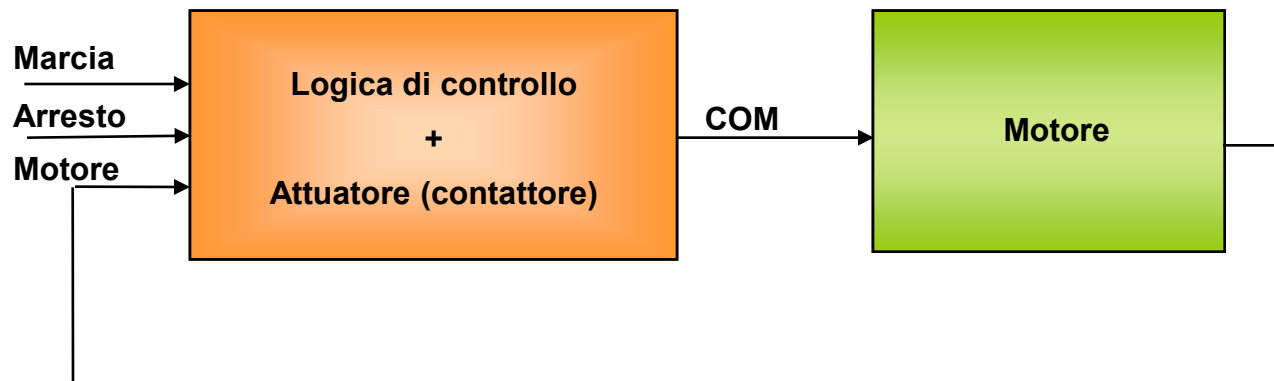 Marcia
Arresto
Motore
Logica di controllo
+
Attuatore (contattore)
COM
Motore